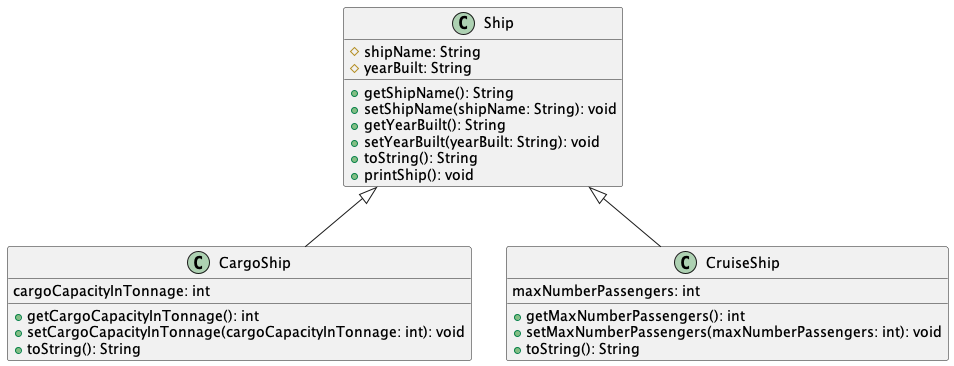 C Ship
shipName: String
yearBuilt: String
getShipName(): String
setShipName(shipName: String): void
getYearBuilt(): String
setYearBuilt(yearBuilt: String): void
toString(): String
printShip(): void
C CargoShip
cargoCapacityInTonnage: int
getCargoCapacityInTonnage(): int
setCargoCapacityInTonnage(cargoCapacityInTonnage: int): void
toString(): String
C CruiseShip
maxNumberPassengers: int
getMaxNumberPassengers(): int
setMaxNumberPassengers(maxNumberPassengers: int): void
toString(): String